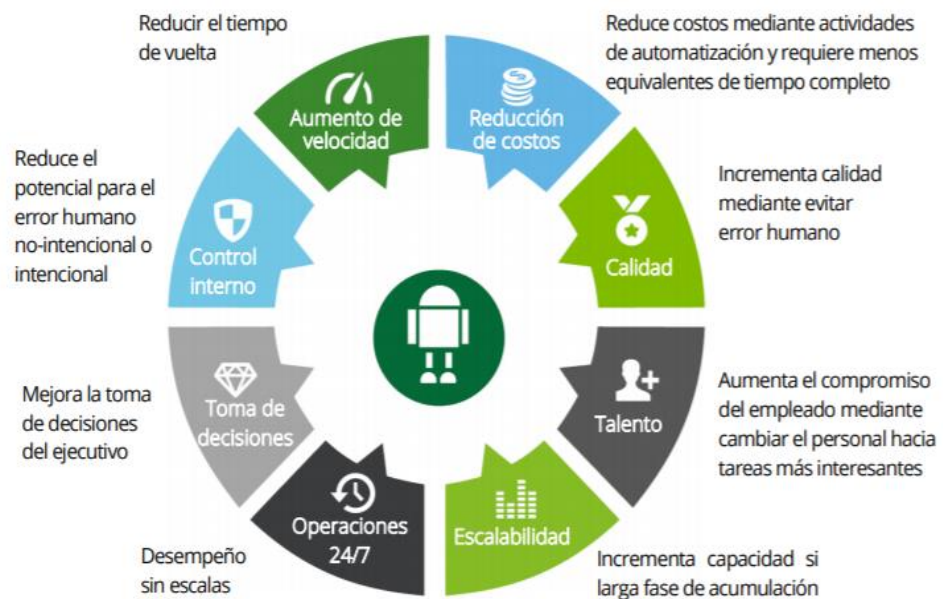 Reducir el tiempo
de vuelta
Aumento de
velocidad
Reduce costos mediante actividades
de automatización y requiere menos
equivalentes de tiempo completo
Reducción
de costos
Incrementa calidad
mediante evitar
error humano
Calidad
Aumenta el compromiso
del empleado mediante
cambiar el personal hacia
tareas más interesantes
Talento
Incrementa capacidad si
larga fase de acumulación
Escalabilidad
Desempeño
sin escalas
Operaciones
24/7
Mejora la toma
de decisiones
del ejecutivo
Toma de
decisiones
Reduce el
potencial para el
error humano
no-intencional o
intencional
Control
interno